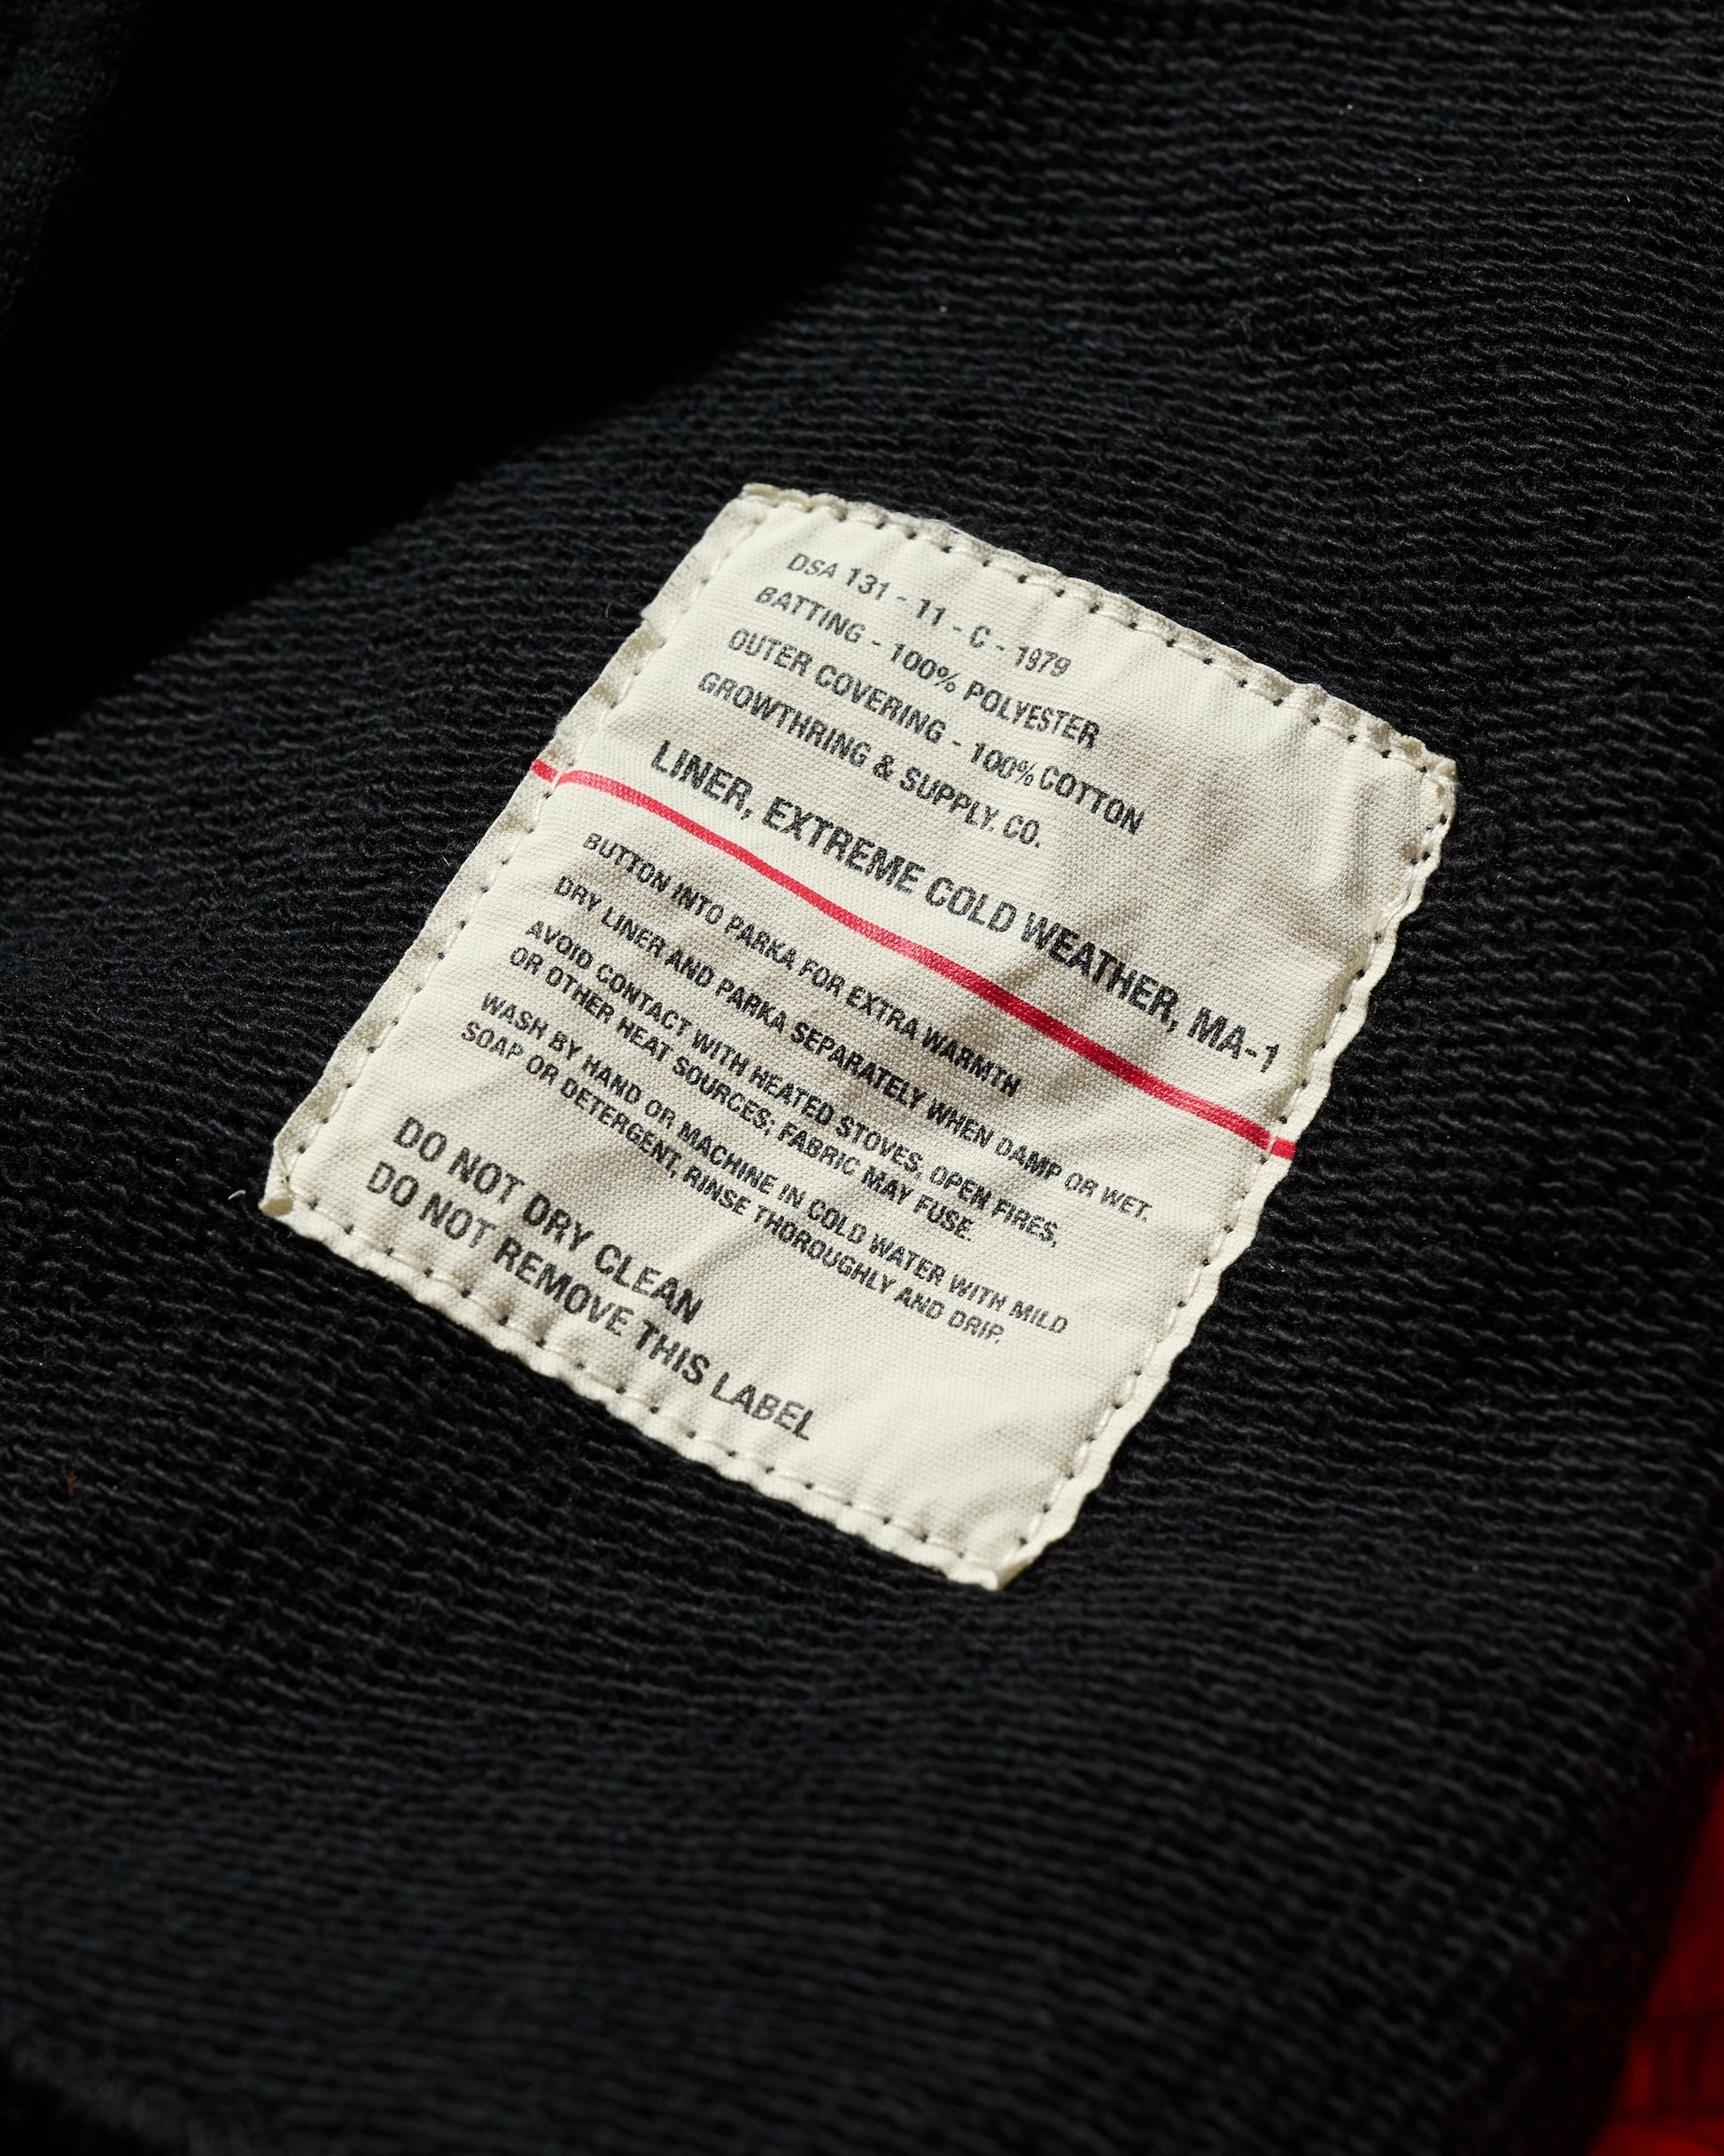 DSA 131 - 11 - C - 1979
BATTING - 100% POLYESTER
OUTER COVERING - 100% COTTON
GROWTHRING & SUPPLY. CO.
LINER, EXTREME COLD WEATHER, MA-1
BUTTON INTO PARKA FOR EXTRA WARMTH
DRY LINER AND PARKA SEPARATELY WHEN DAMP OR WET.
AVOID CONTACT WITH HEATED STOVES, OPEN FIRES,
OR OTHER HEAT SOURCES; FABRIC MAY FUSE.
WASH BY HAND OR MACHINE IN COLD WATER WITH MILD
SOAP OR DETERGENT, RINSE THOROUGHLY AND DRIP.
DO NOT DRY CLEAN
DO NOT REMOVE THIS LABEL